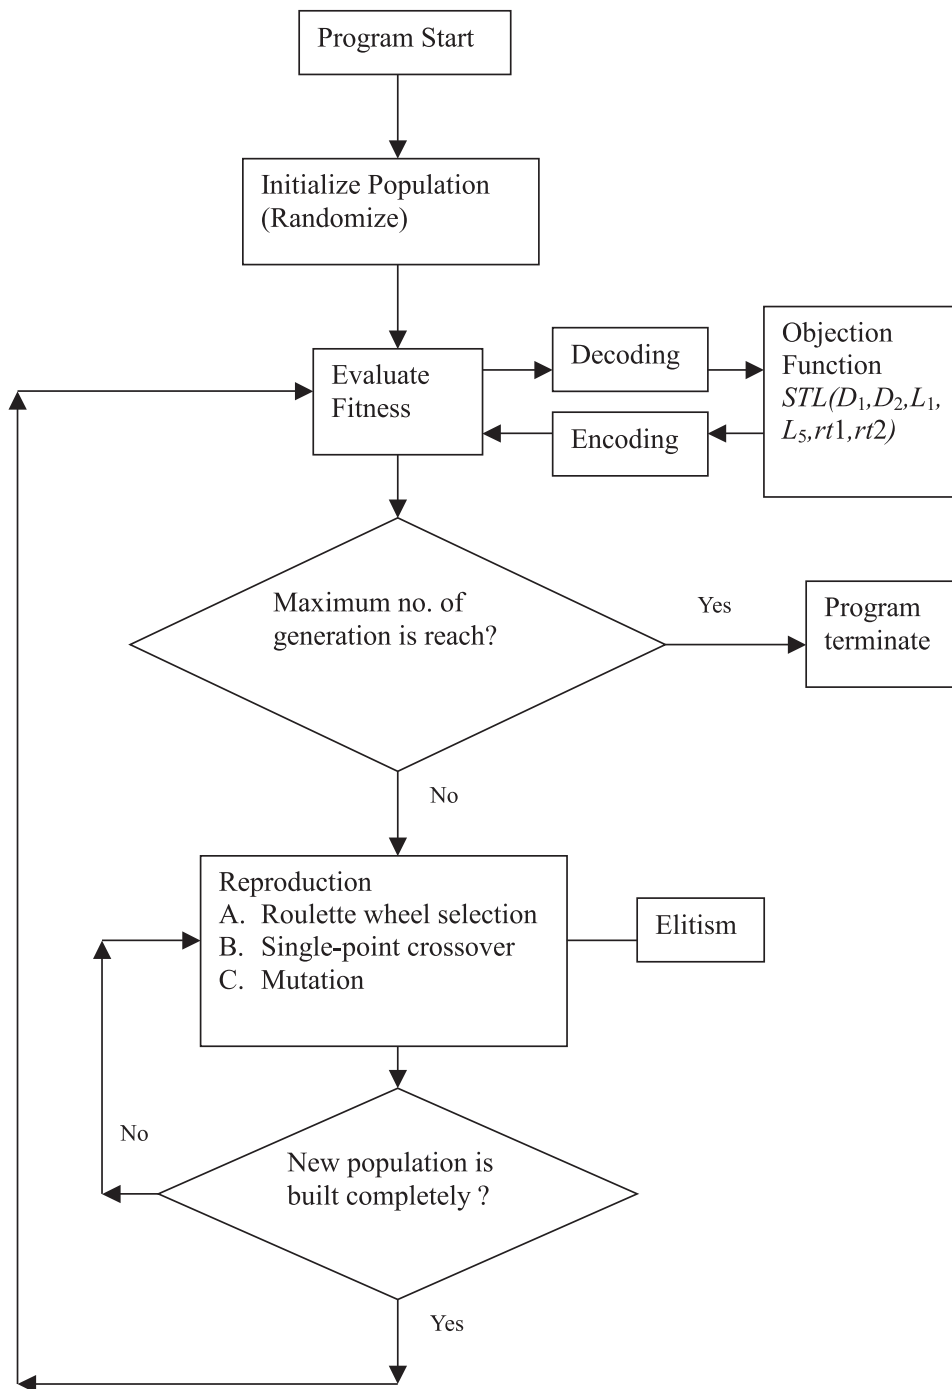 Program Start
Initialize Population
(Randomize)
Evaluate
Fitness
Decoding
Encoding
Objection
Function
STL(D₁,D₂,L₁,
L₅,rt1,rt2)
Maximum no. of
generation is reach?
Yes
Program
terminate
No
Reproduction
A. Roulette wheel selection
B. Single-point crossover
C. Mutation
Elitism
No
New population is
built completely ?
Yes